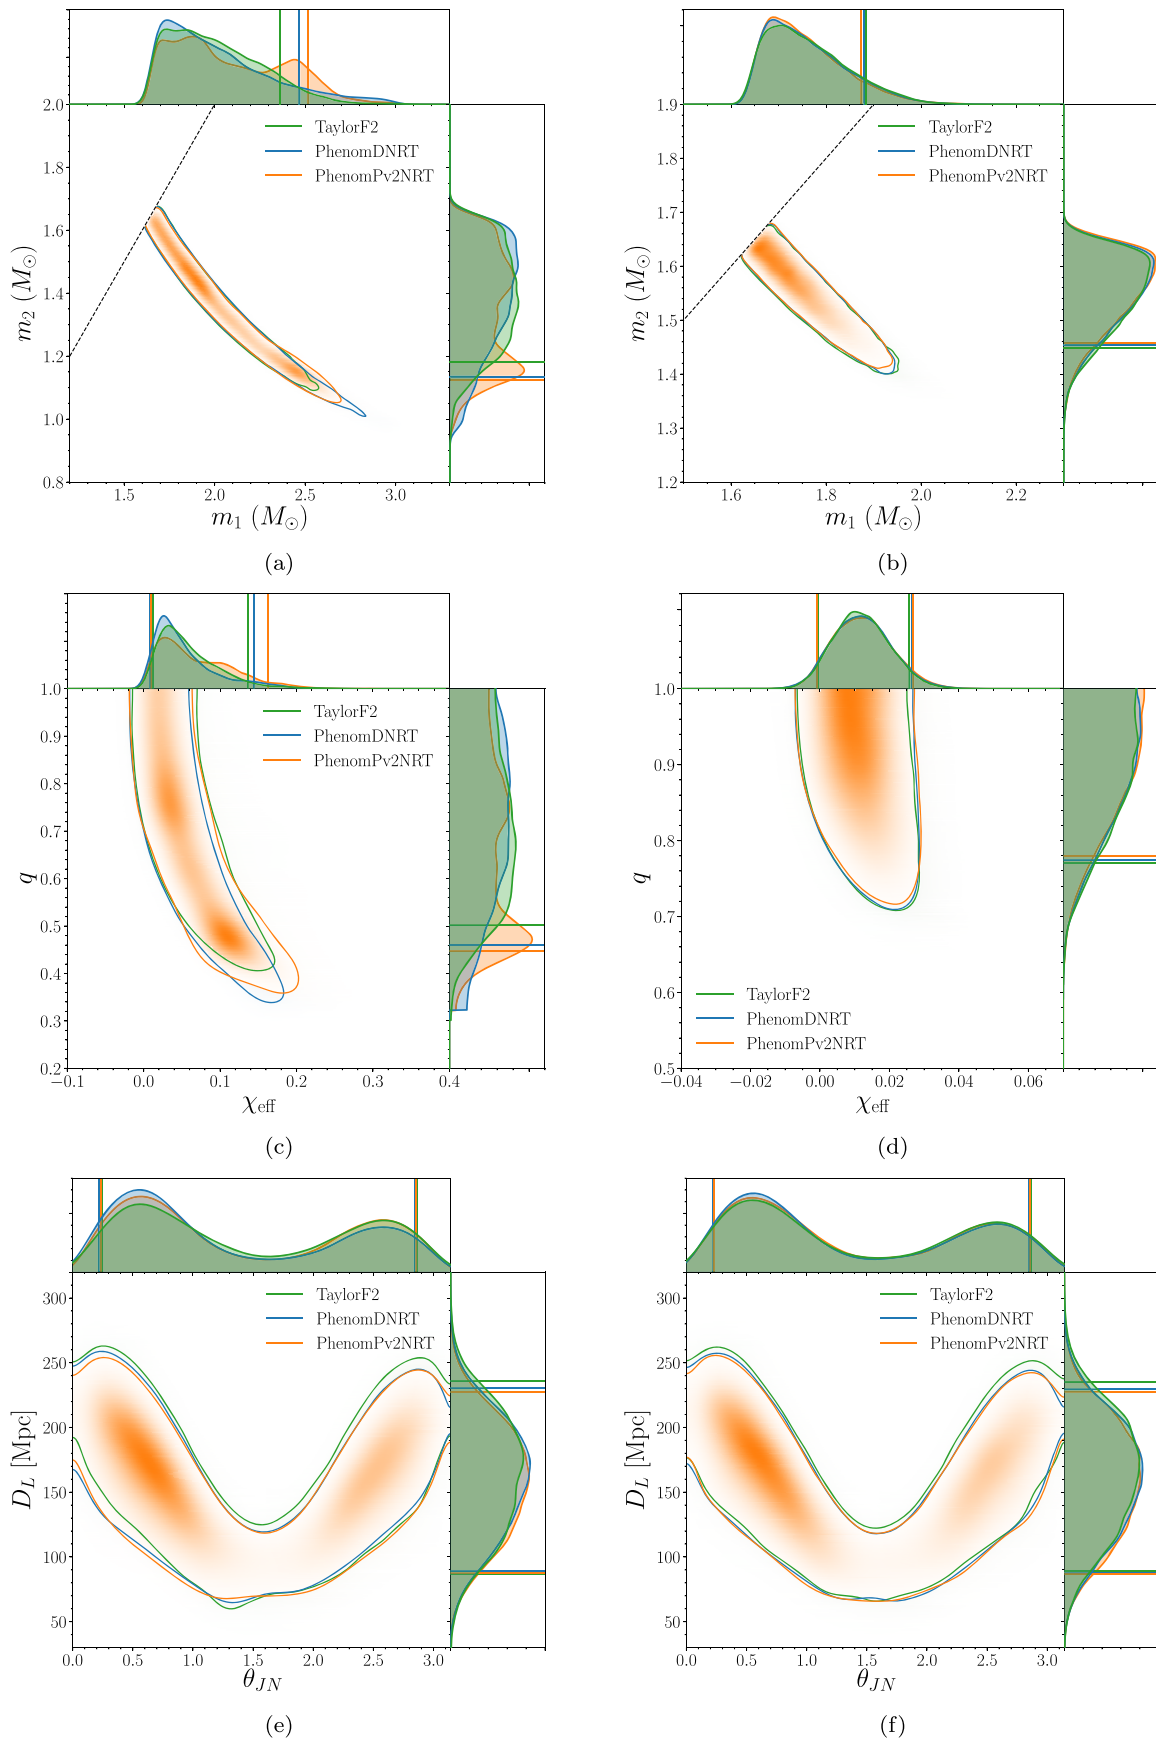 2.0
1.8
1.6
1.4
1.2
1.0
0.8
m₂ (M⊙)
TaylorF2
PhenomDNRT
PhenomPv2NRT
1.5 2.0 2.5 3.0
m₁ (M⊙)
(a)
1.9
1.8
1.7
1.6
1.5
1.4
1.3
1.2
m₂ (M⊙)
TaylorF2
PhenomDNRT
PhenomPv2NRT
1.6 1.8 2.0 2.2
m₁ (M⊙)
(b)
1.0
0.9
0.8
0.7
0.6
0.5
0.4
0.3
0.2
q
TaylorF2
PhenomDNRT
PhenomPv2NRT
−0.1 0.0 0.1 0.2 0.3 0.4
χeff
(c)
1.0
0.9
0.8
0.7
0.6
0.5
q
TaylorF2
PhenomDNRT
PhenomPv2NRT
−0.04 −0.02 0.00 0.02 0.04 0.06
χeff
(d)
300
250
200
150
100
50
D_L [Mpc]
TaylorF2
PhenomDNRT
PhenomPv2NRT
0.0 0.5 1.0 1.5 2.0 2.5 3.0
θ_JN
(e)
300
250
200
150
100
50
D_L [Mpc]
TaylorF2
PhenomDNRT
PhenomPv2NRT
0.0 0.5 1.0 1.5 2.0 2.5 3.0
θ_JN
(f)